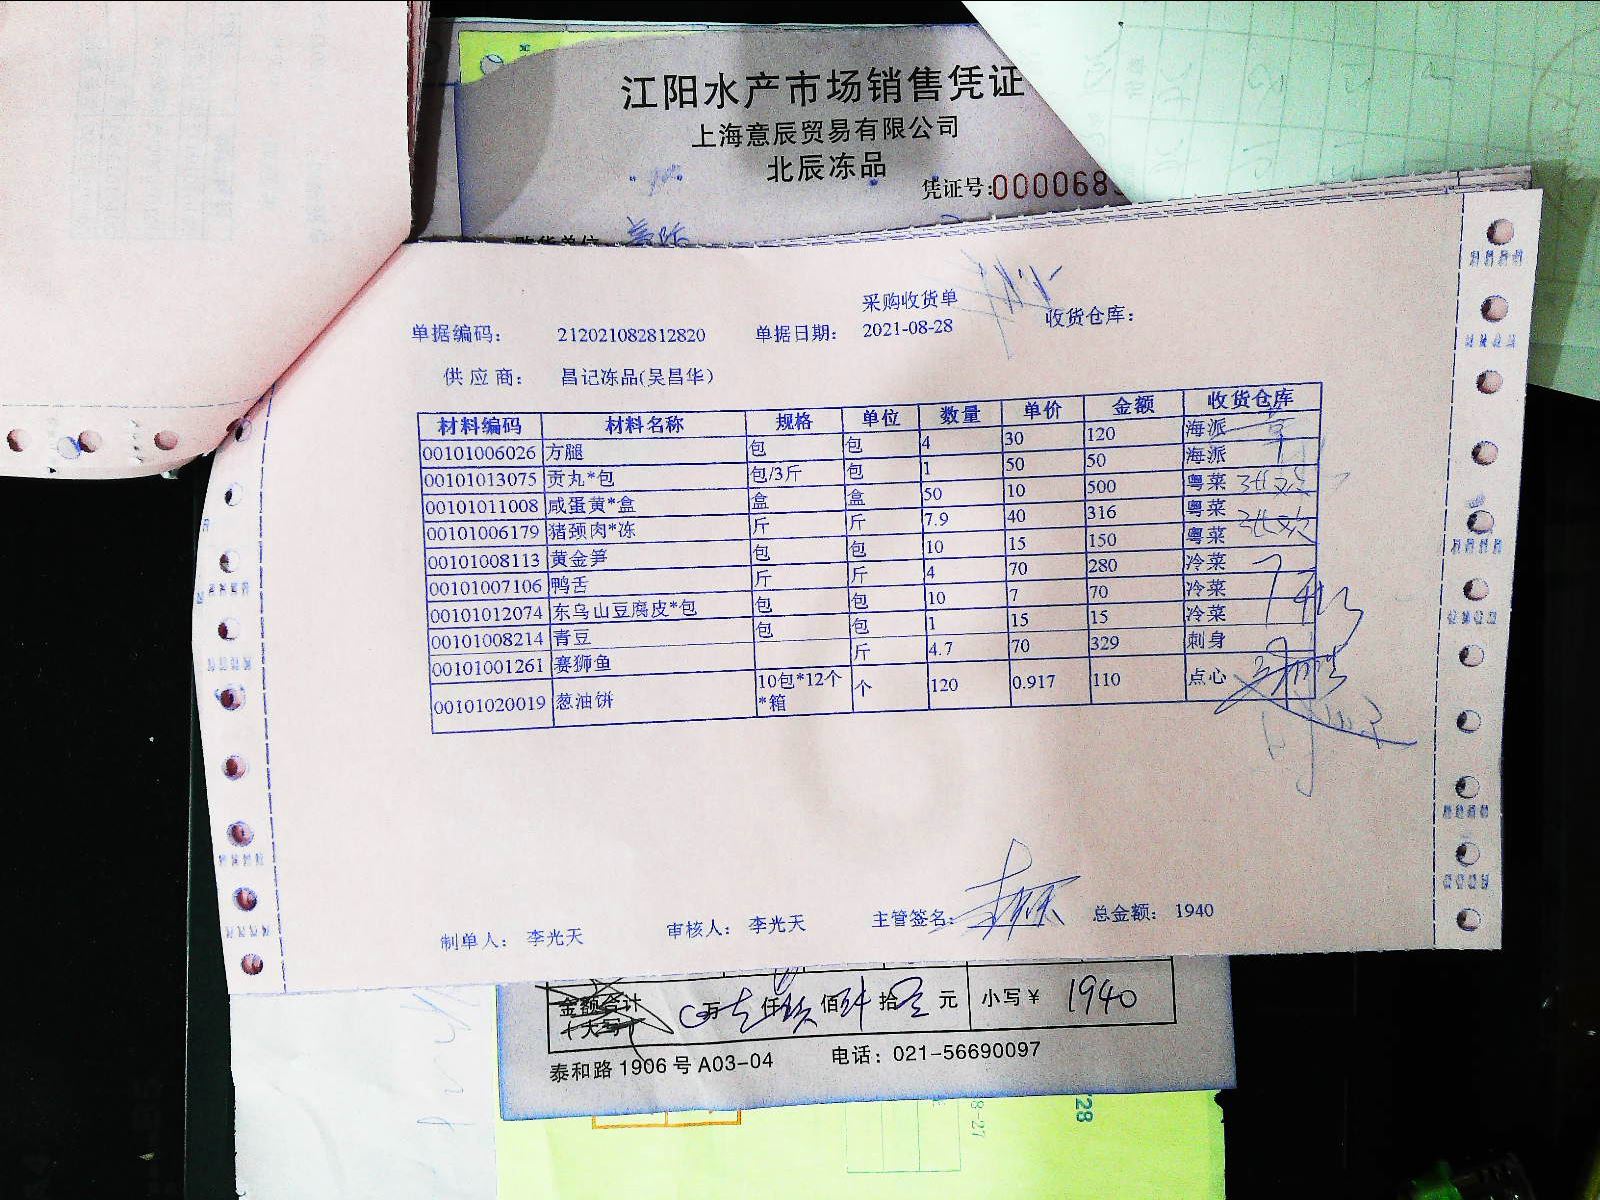 江阳水产市场销售凭证
上海意辰贸易有限公司
北辰冻品
凭证号:000068
购货单位
采购收货单
单据编码： 212021082812820 单据日期： 2021-08-28 收货仓库：
供应商： 昌记冻品(吴昌华)
材料编码 材料名称 规格 单位 数量 单价 金额 收货仓库
00101006026 方腿 包 包 4 30 120 海派
00101013075 贡丸*包 包/3斤 包 1 50 50 海派
00101011008 咸蛋黄*盒 盒 盒 50 10 500 粤菜
00101006179 猪颈肉*冻 斤 斤 7.9 40 316 粤菜
00101008113 黄金笋 包 包 10 15 150 粤菜
00101007106 鸭舌 斤 斤 4 70 280 冷菜
00101012074 东乌山豆腐皮*包 包 包 10 7 70 冷菜
00101008214 青豆 包 包 1 15 15 冷菜
00101001261 赛狮鱼 斤 4.7 70 329 刺身
00101020019 葱油饼 10包*12个*箱 个 120 0.917 110 点心
制单人： 李光天 审核人： 李光天 主管签名： 总金额： 1940
金额合计 万 仟 佰 拾 元 小写￥ 1940
（大写）
泰和路1906号A03-04 电话：021-56690097